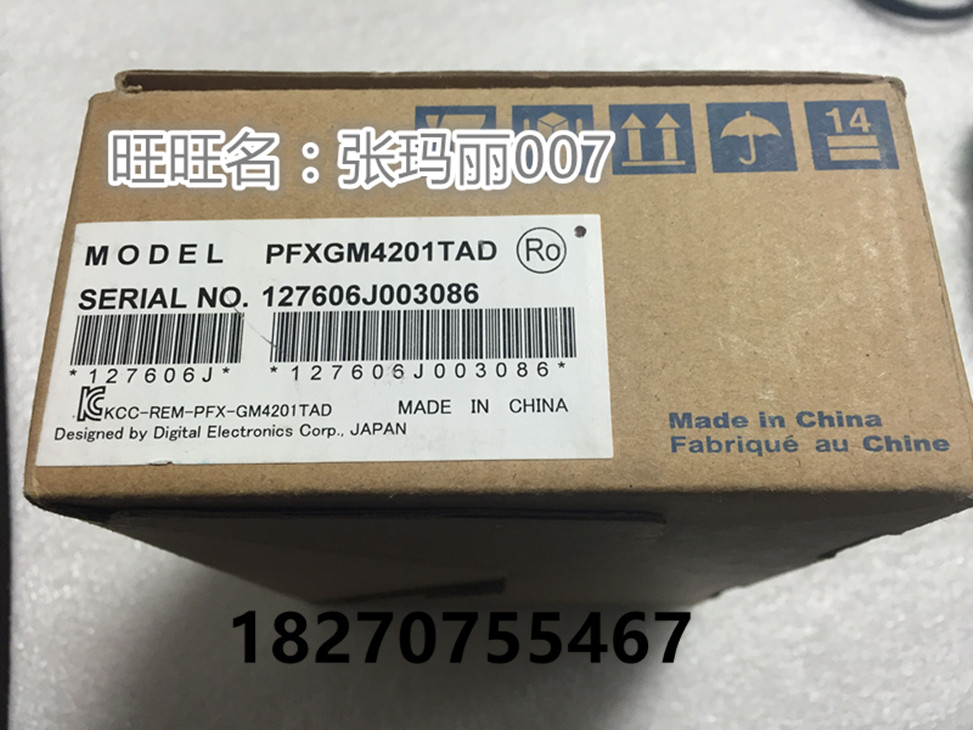 14
旺旺名：张玛丽007
MODEL PFXGM4201TAD Ro
SERIAL NO. 127606J003086
*127606J* *127606J003086*
KCC-REM-PFX-GM4201TAD MADE IN CHINA
Designed by Digital Electronics Corp., JAPAN
Made in China
Fabriqué au Chine
18270755467